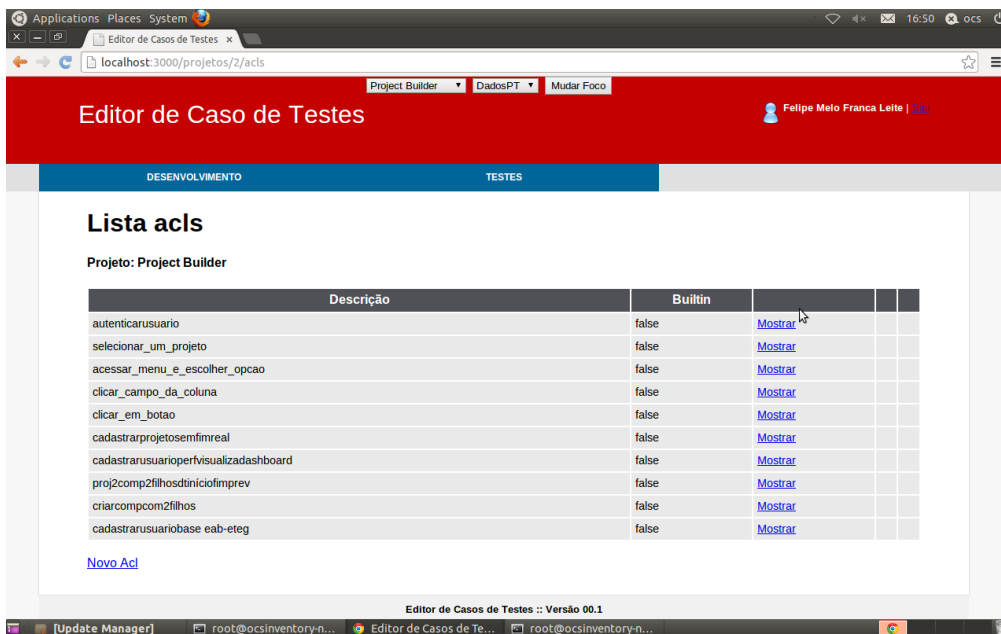 Applications Places System 16:50 ocs
Editor de Casos de Testes x
localhost:3000/projetos/2/acls
Project Builder DadosPT Mudar Foco
Editor de Caso de Testes
Felipe Melo Franca Leite |
DESENVOLVIMENTO TESTES
Lista acls
Projeto: Project Builder
Descrição Builtin
autenticarusuario false Mostrar
selecionar_um_projeto false Mostrar
acessar_menu_e_escolher_opcao false Mostrar
clicar_campo_da_coluna false Mostrar
clicar_em_botao false Mostrar
cadastrarprojetosemfimreal false Mostrar
cadastrarusuarioperfvisualizadashboard false Mostrar
proj2comp2filhosdtiníciofimprev false Mostrar
criarcompcom2filhos false Mostrar
cadastrarusuariobase eab-eteg false Mostrar
Novo Acl
Editor de Casos de Testes :: Versão 00.1
[Update Manager] root@ocsinventory-n... Editor de Casos de Te... root@ocsinventory-n...